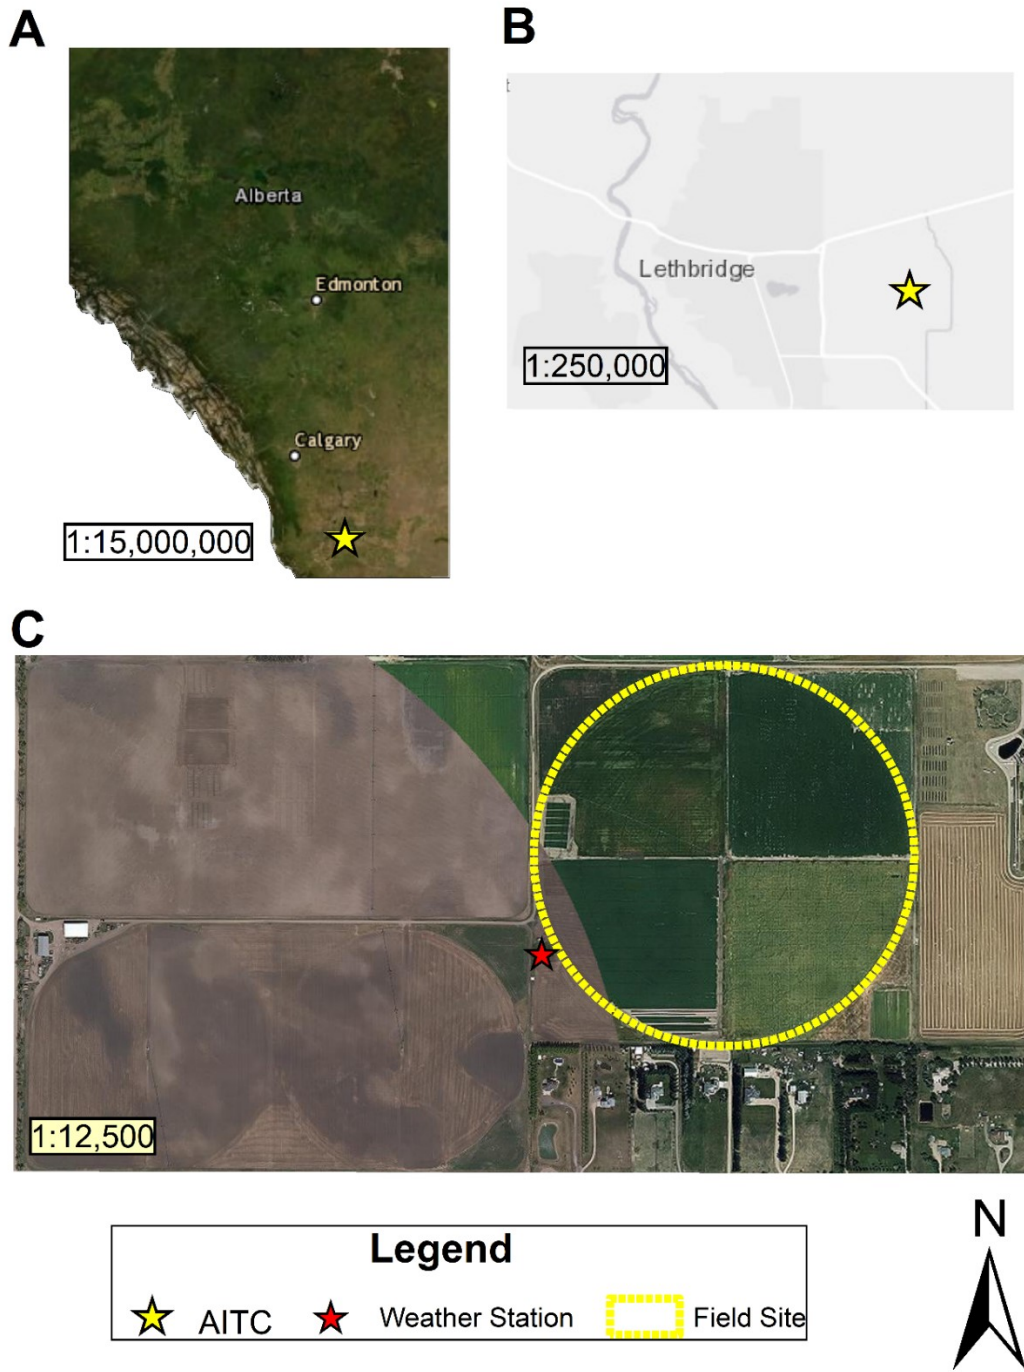 A
B
Alberta
Edmonton
Calgary
1:15,000,000
t
Lethbridge
1:250,000
C
1:12,500
N
Legend
AITC
Weather Station
Field Site